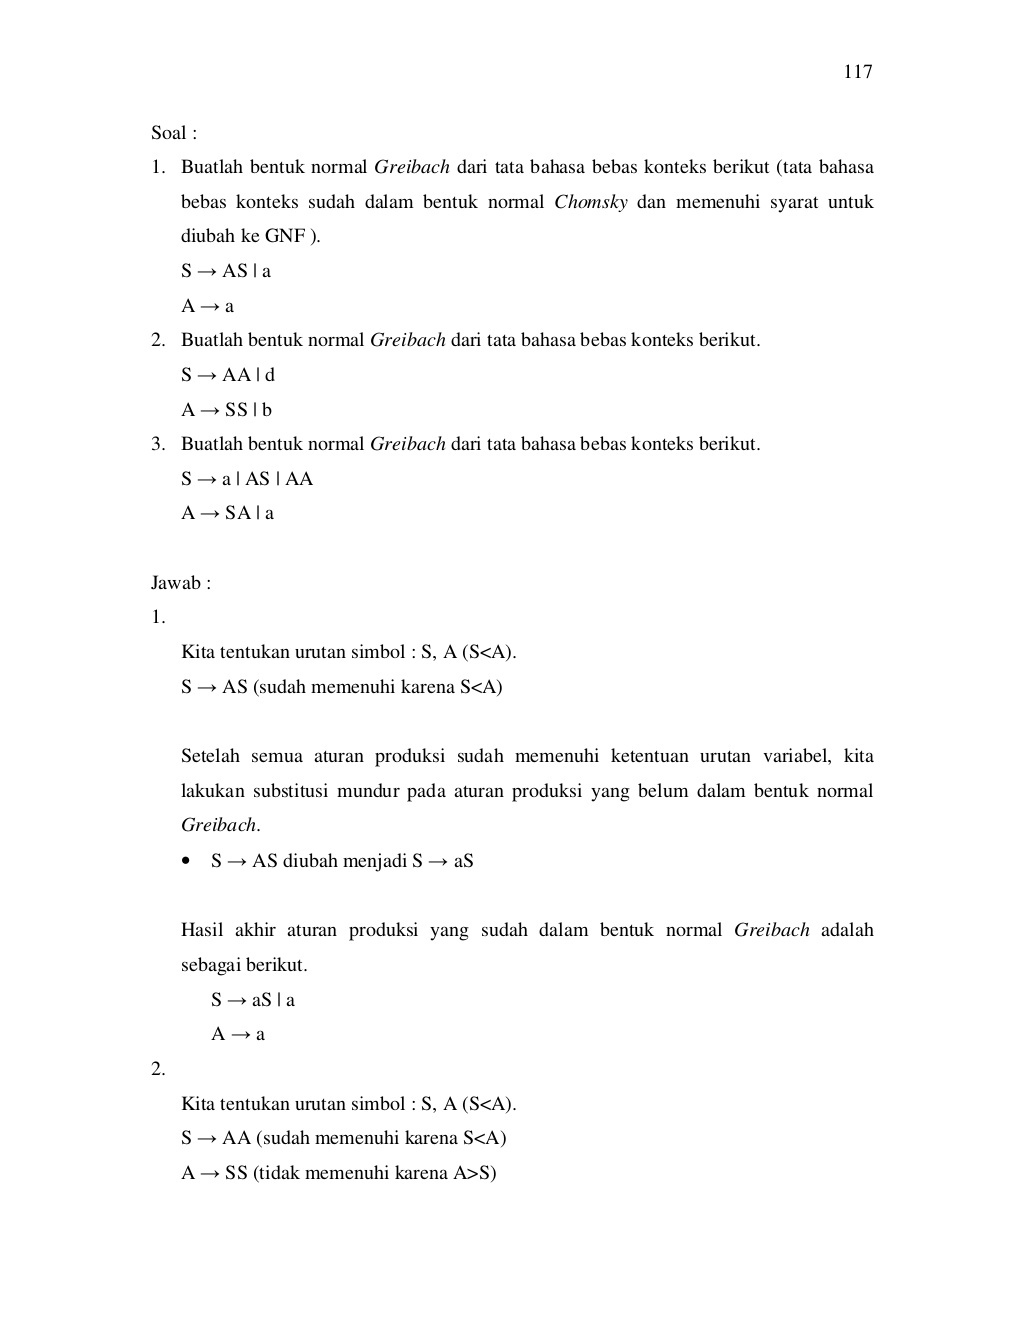 117
Soal :
1. Buatlah bentuk normal Greibach dari tata bahasa bebas konteks berikut (tata bahasa
bebas konteks sudah dalam bentuk normal Chomsky dan memenuhi syarat untuk
diubah ke GNF ).
S → AS | a
A → a
2. Buatlah bentuk normal Greibach dari tata bahasa bebas konteks berikut.
S → AA | d
A → SS | b
3. Buatlah bentuk normal Greibach dari tata bahasa bebas konteks berikut.
S → a | AS | AA
A → SA | a
Jawab :
1.
Kita tentukan urutan simbol : S, A (S<A).
S → AS (sudah memenuhi karena S<A)
Setelah semua aturan produksi sudah memenuhi ketentuan urutan variabel, kita
lakukan substitusi mundur pada aturan produksi yang belum dalam bentuk normal
Greibach.
• S → AS diubah menjadi S → aS
Hasil akhir aturan produksi yang sudah dalam bentuk normal Greibach adalah
sebagai berikut.
S → aS | a
A → a
2.
Kita tentukan urutan simbol : S, A (S<A).
S → AA (sudah memenuhi karena S<A)
A → SS (tidak memenuhi karena A>S)